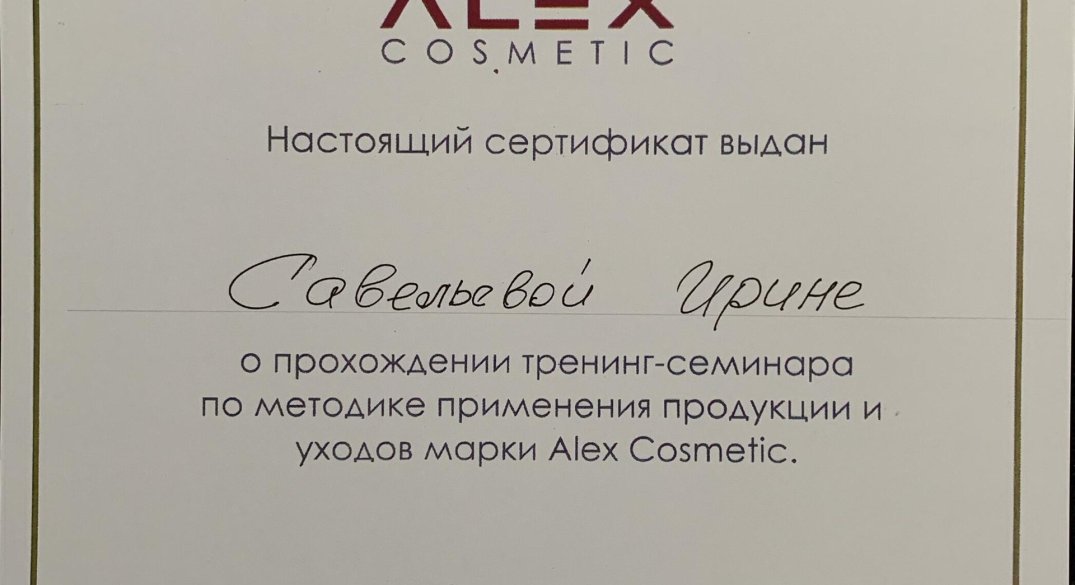 ALEX
COSMETIC
Настоящий сертификат выдан
Савельевой Ирине
о прохождении тренинг-семинара
по методике применения продукции и
уходов марки Alex Cosmetic.